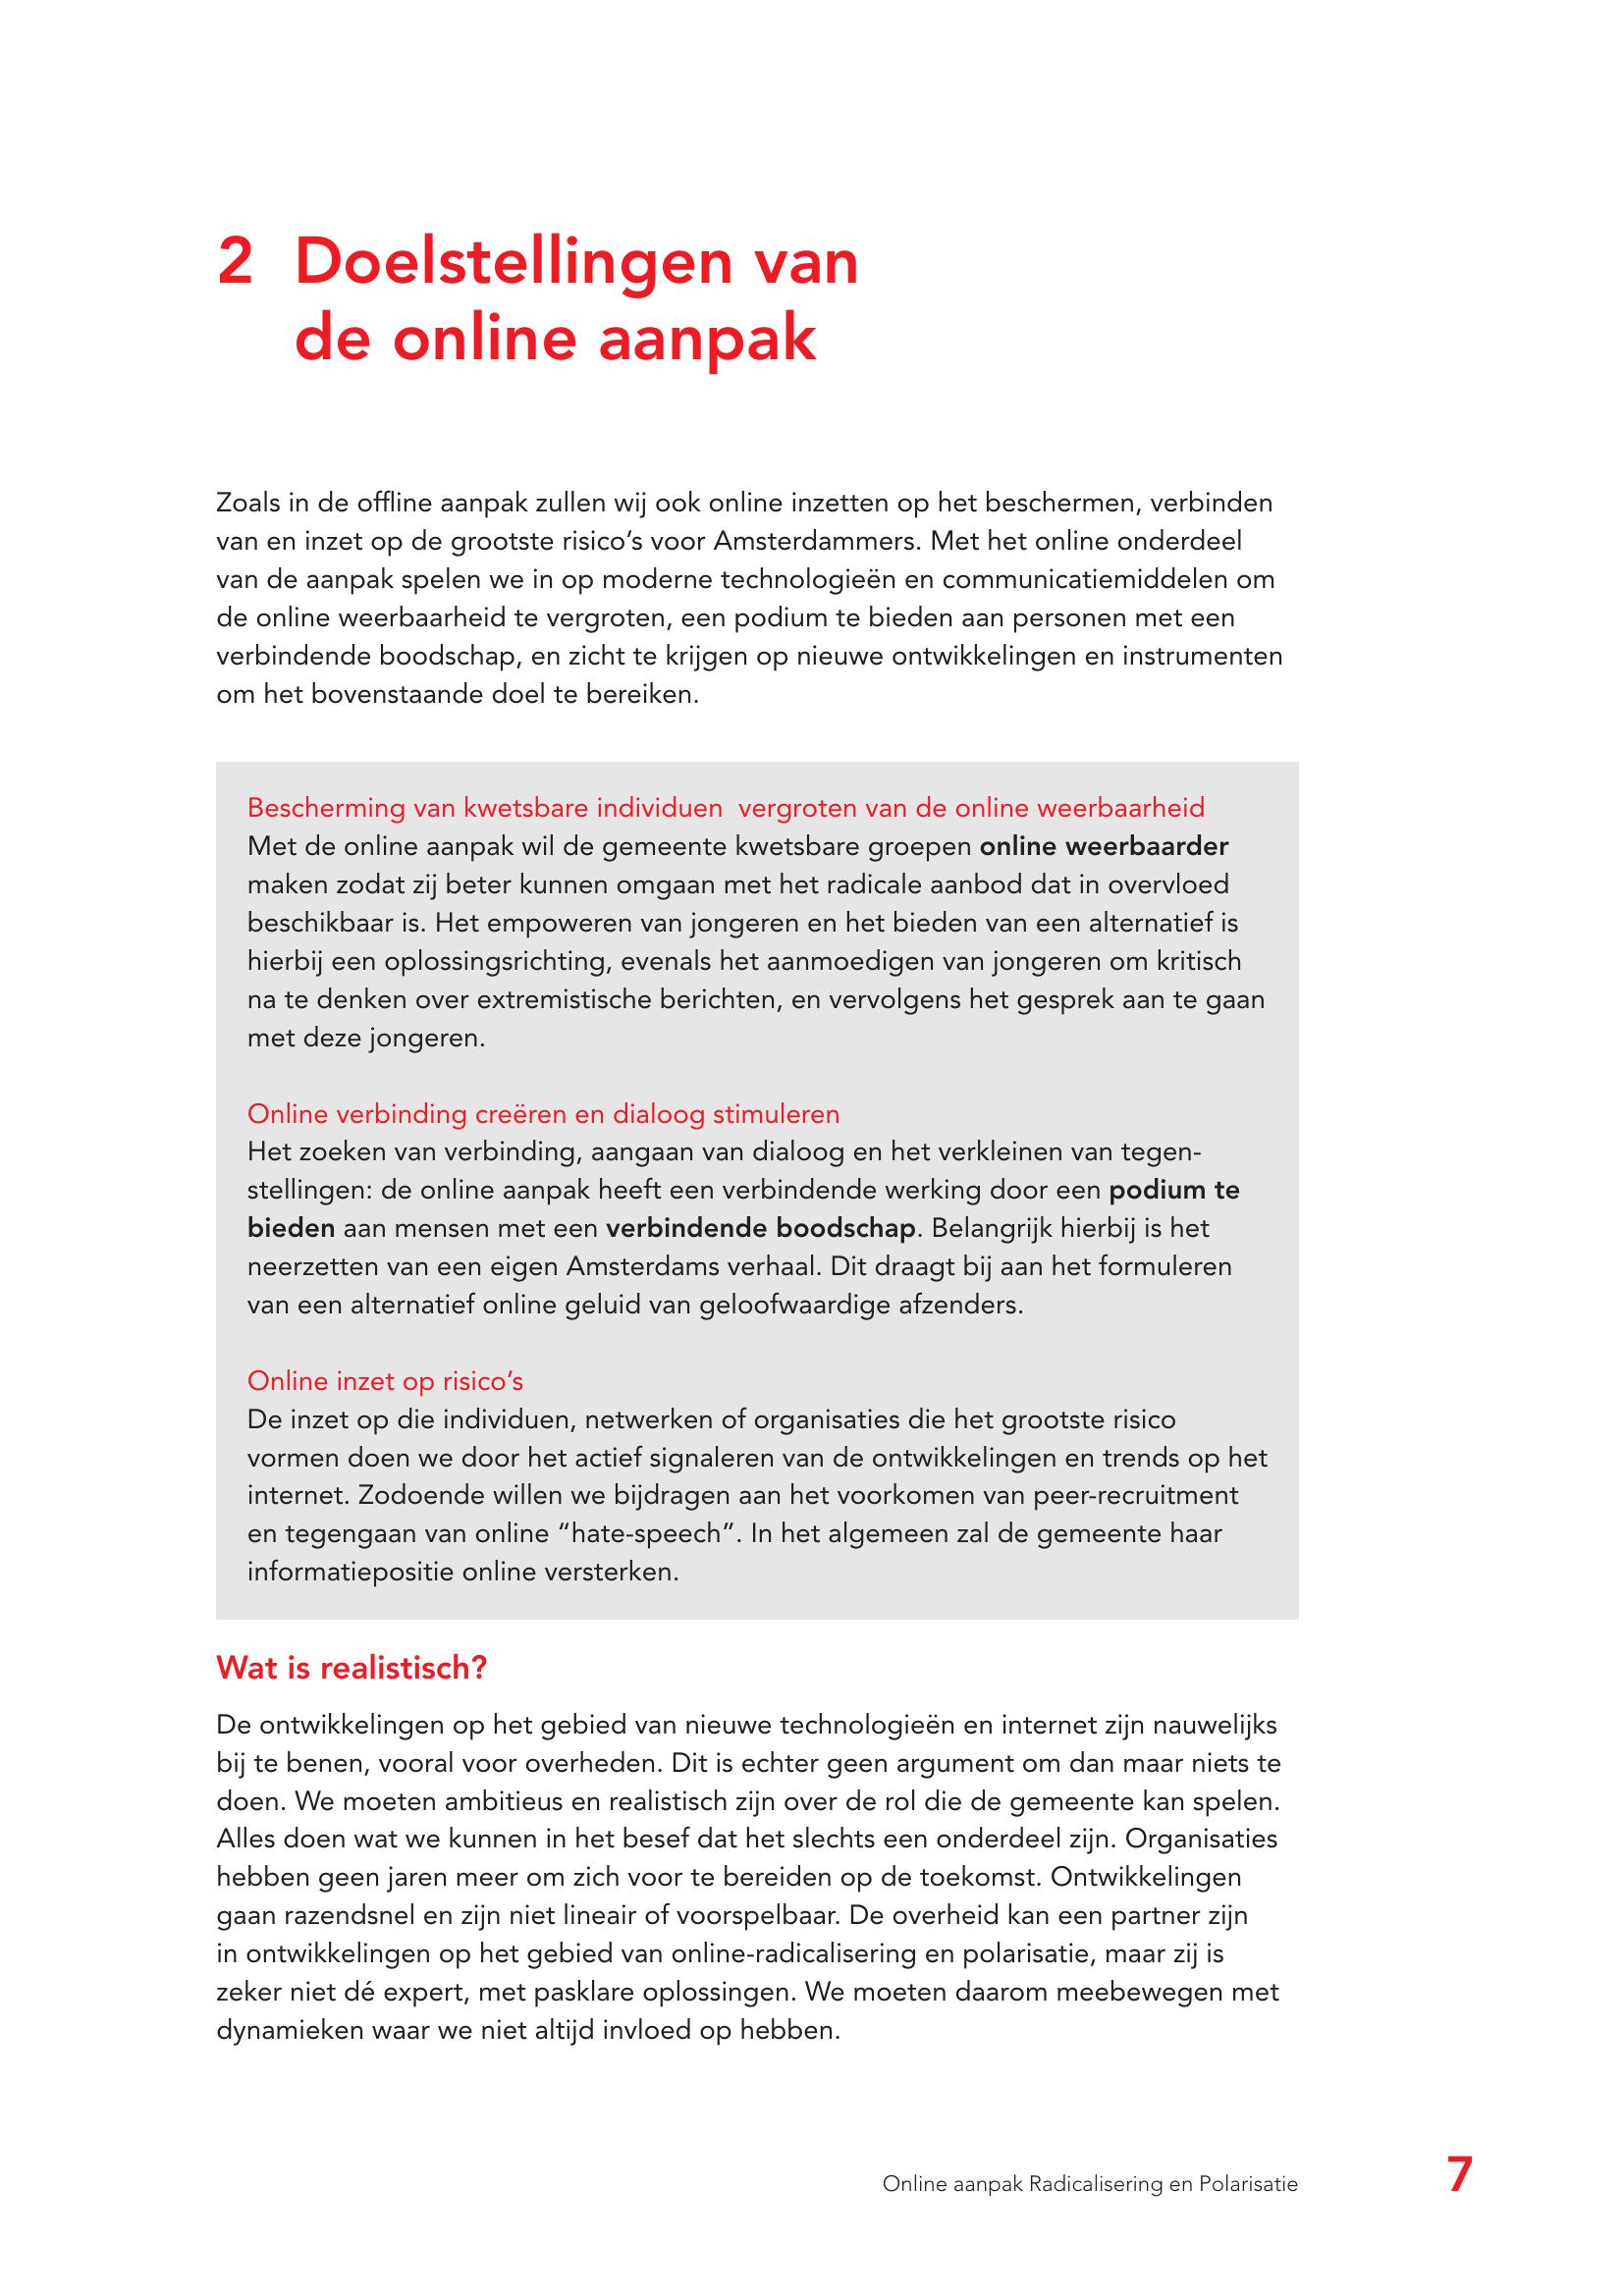 2 Doelstellingen van
de online aanpak
Zoals in de offline aanpak zullen wij ook online inzetten op het beschermen, verbinden
van en inzet op de grootste risico’s voor Amsterdammers. Met het online onderdeel
van de aanpak spelen we in op moderne technologieën en communicatiemiddelen om
de online weerbaarheid te vergroten, een podium te bieden aan personen met een
verbindende boodschap, en zicht te krijgen op nieuwe ontwikkelingen en instrumenten
om het bovenstaande doel te bereiken.
Bescherming van kwetsbare individuen  vergroten van de online weerbaarheid
Met de online aanpak wil de gemeente kwetsbare groepen online weerbaarder
maken zodat zij beter kunnen omgaan met het radicale aanbod dat in overvloed
beschikbaar is. Het empoweren van jongeren en het bieden van een alternatief is
hierbij een oplossingsrichting, evenals het aanmoedigen van jongeren om kritisch
na te denken over extremistische berichten, en vervolgens het gesprek aan te gaan
met deze jongeren.
Online verbinding creëren en dialoog stimuleren
Het zoeken van verbinding, aangaan van dialoog en het verkleinen van tegen-
stellingen: de online aanpak heeft een verbindende werking door een podium te
bieden aan mensen met een verbindende boodschap. Belangrijk hierbij is het
neerzetten van een eigen Amsterdams verhaal. Dit draagt bij aan het formuleren
van een alternatief online geluid van geloofwaardige afzenders.
Online inzet op risico’s
De inzet op die individuen, netwerken of organisaties die het grootste risico
vormen doen we door het actief signaleren van de ontwikkelingen en trends op het
internet. Zodoende willen we bijdragen aan het voorkomen van peer-recruitment
en tegengaan van online “hate-speech”. In het algemeen zal de gemeente haar
informatiepositie online versterken.
Wat is realistisch?
De ontwikkelingen op het gebied van nieuwe technologieën en internet zijn nauwelijks
bij te benen, vooral voor overheden. Dit is echter geen argument om dan maar niets te
doen. We moeten ambitieus en realistisch zijn over de rol die de gemeente kan spelen.
Alles doen wat we kunnen in het besef dat het slechts een onderdeel zijn. Organisaties
hebben geen jaren meer om zich voor te bereiden op de toekomst. Ontwikkelingen
gaan razendsnel en zijn niet lineair of voorspelbaar. De overheid kan een partner zijn
in ontwikkelingen op het gebied van online-radicalisering en polarisatie, maar zij is
zeker niet dé expert, met pasklare oplossingen. We moeten daarom meebewegen met
dynamieken waar we niet altijd invloed op hebben.
Online aanpak Radicalisering en Polarisatie 7